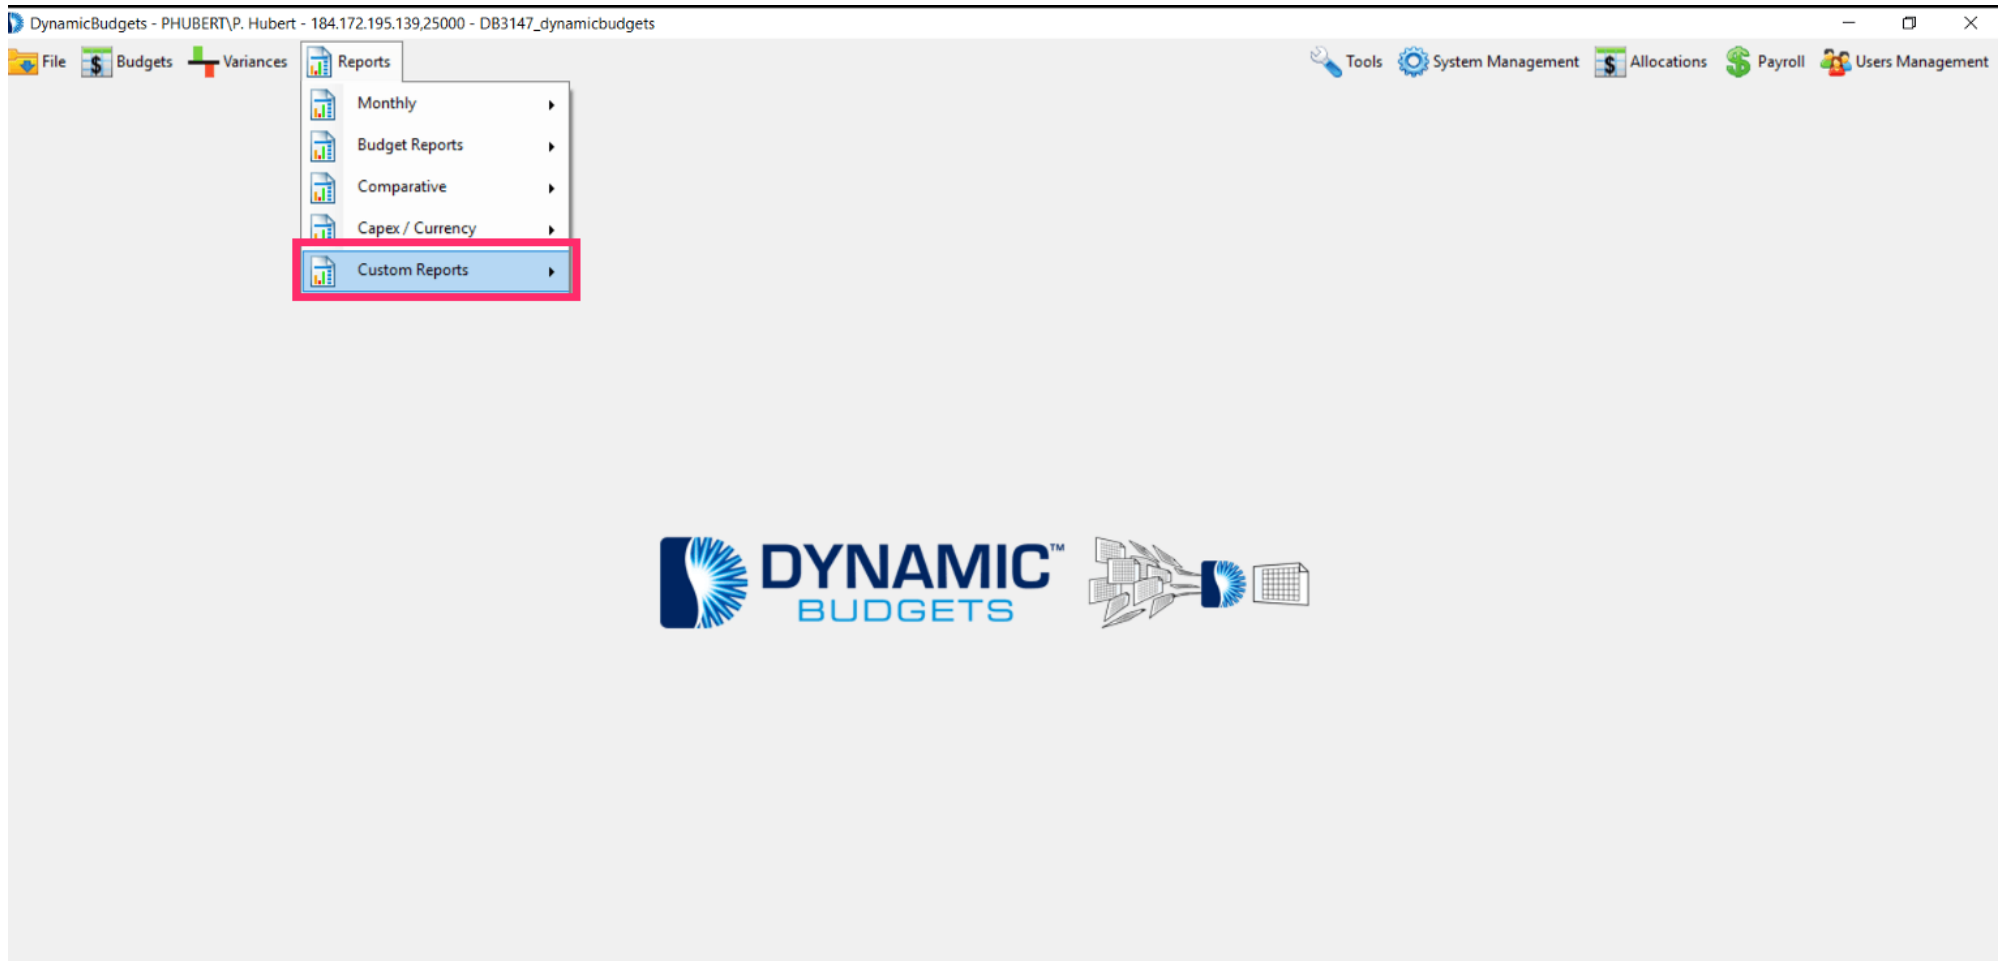 DynamicBudgets - PHUBERT\P. Hubert - 184.172.195.139,25000 - DB3147_dynamicbudgets
File Budgets Variances Reports Tools System Management Allocations Payroll Users Management
Monthly
Budget Reports
Comparative
Capex / Currency
Custom Reports
DYNAMIC™
BUDGETS